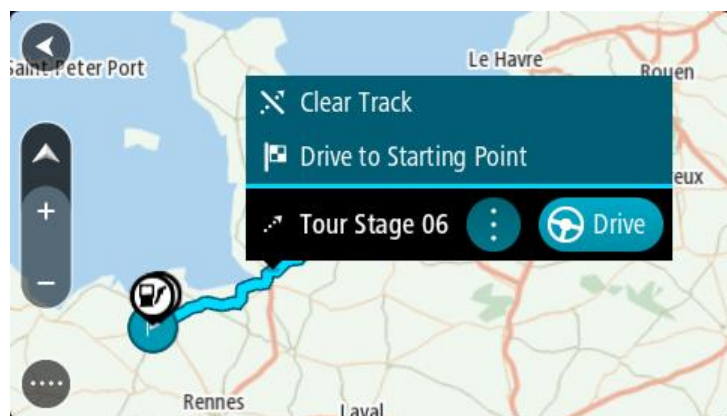 Saint Peter Port
Le Havre
Rouen
Clear Track
Drive to Starting Point
eux
Tour Stage 06
Drive
Rennes
Laval